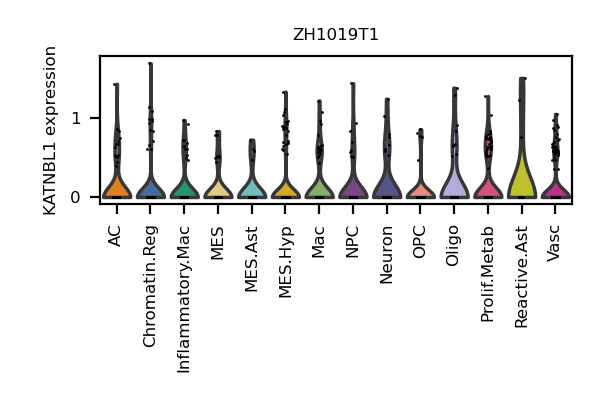 ZH1019T1
KATNBL1 expression
1
0
AC
Chromatin.Reg
Inflammatory.Mac
MES
MES.Ast
MES.Hyp
Mac
NPC
Neuron
OPC
Oligo
Prolif.Metab
Reactive.Ast
Vasc